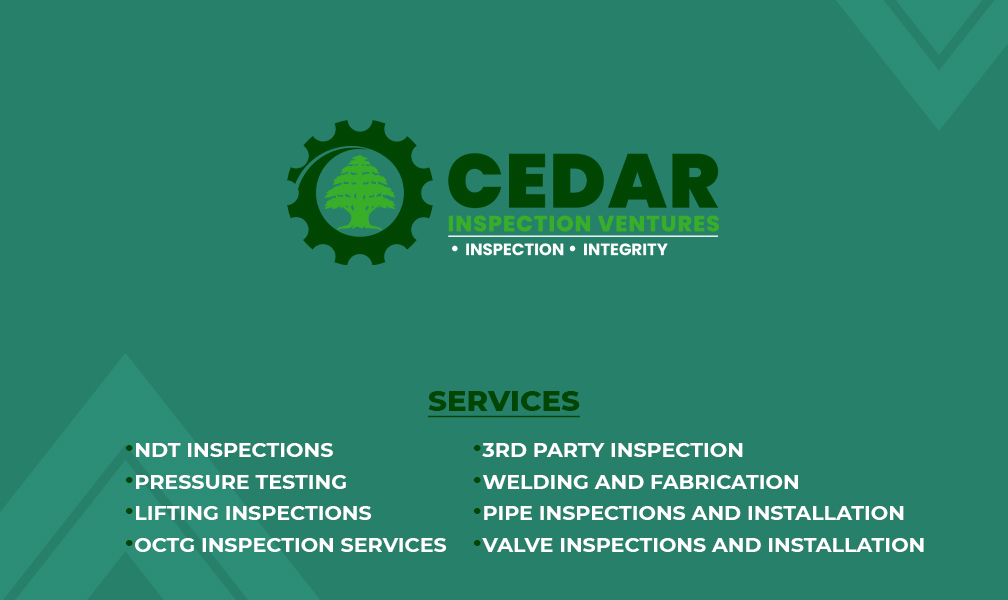 CEDAR
INSPECTION VENTURES
• INSPECTION • INTEGRITY
SERVICES
•NDT INSPECTIONS
•PRESSURE TESTING
•LIFTING INSPECTIONS
•OCTG INSPECTION SERVICES
•3RD PARTY INSPECTION
•WELDING AND FABRICATION
•PIPE INSPECTIONS AND INSTALLATION
•VALVE INSPECTIONS AND INSTALLATION